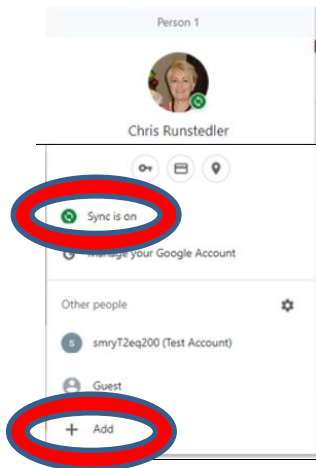 Person 1
Chris Runstedler
Sync is on
Manage your Google Account
Other people
s smryT2eq200 (Test Account)
Guest
+ Add